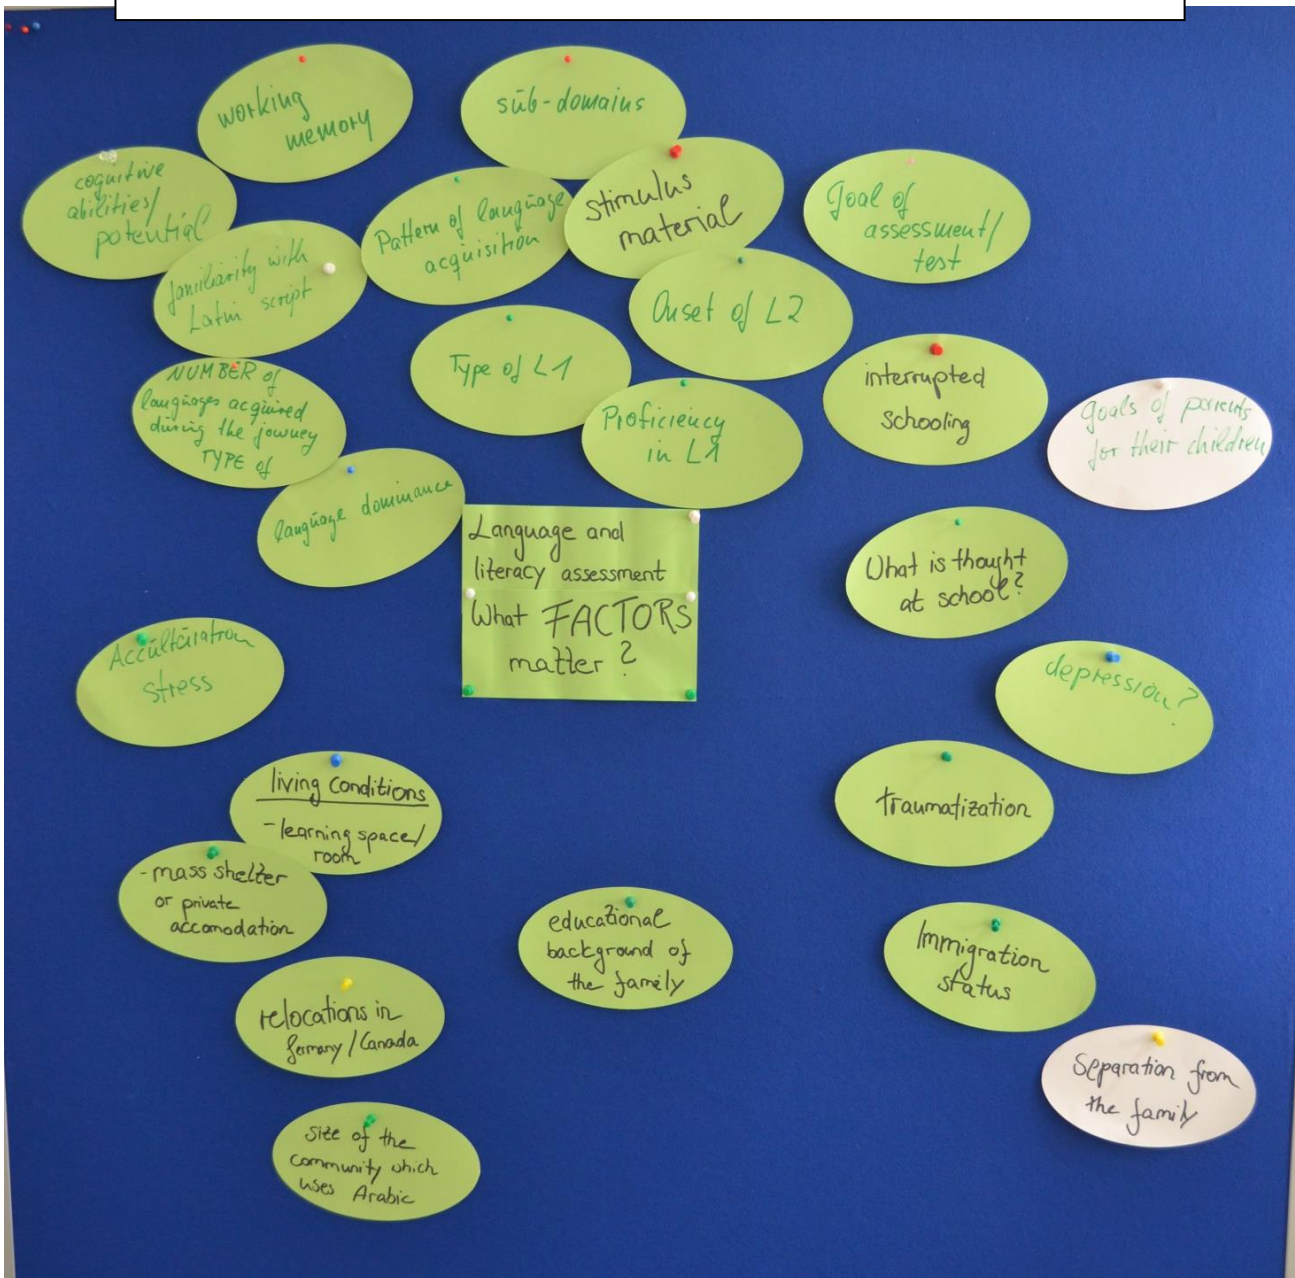 working
memory
sub-domains
cognitive
abilities/
potential
Pattern of language
acquisition
stimulus
material
Goal of
assessment/
test
familiarity with
Latin script
Onset of L2
Type of L1
interrupted
schooling
NUMBER of
languages acquired
during the journey
TYPE of
Proficiency
in L1
goals of parents
for their children
language dominance
Language and
literacy assessment
What FACTORS
matter?
What is thought
at school?
Acculturation
stress
depression?
living conditions
- learning space/
room
traumatization
- mass shelter
or private
accomodation
educational
background of
the family
Immigration
status
relocations in
Germany / Canada
Separation from
the family
size of the
community which
uses Arabic